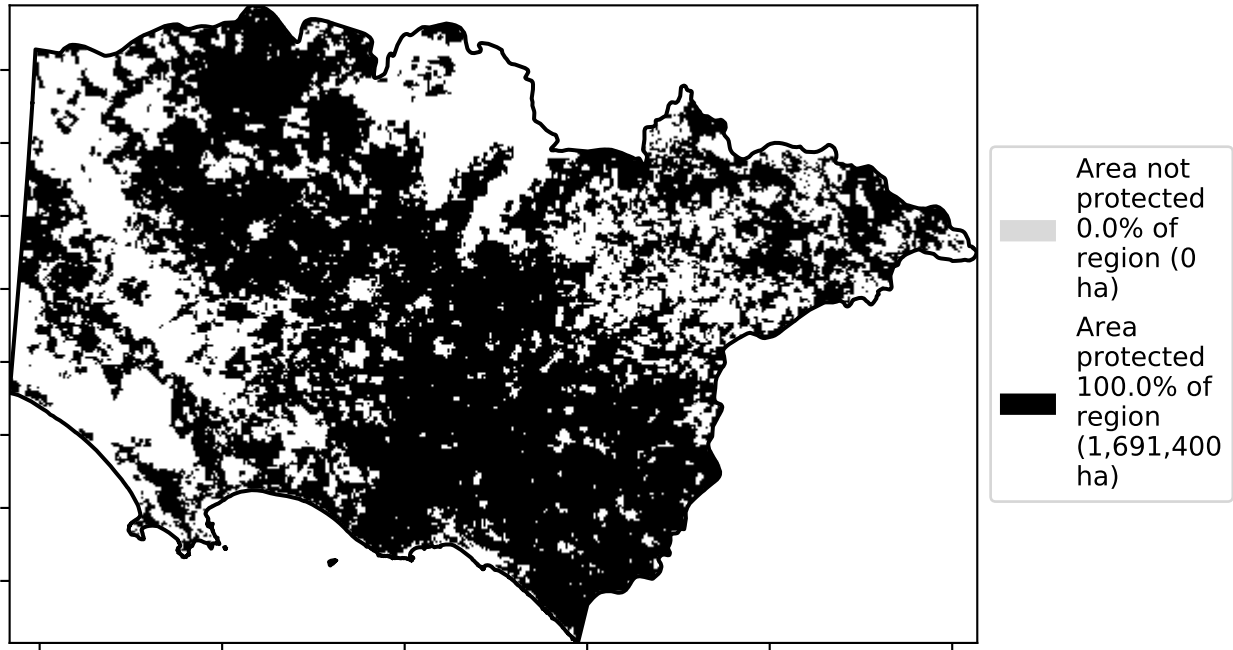 Area not
protected
0.0% of
region (0
ha)
Area
protected
100.0% of
region
(1,691,400
ha)